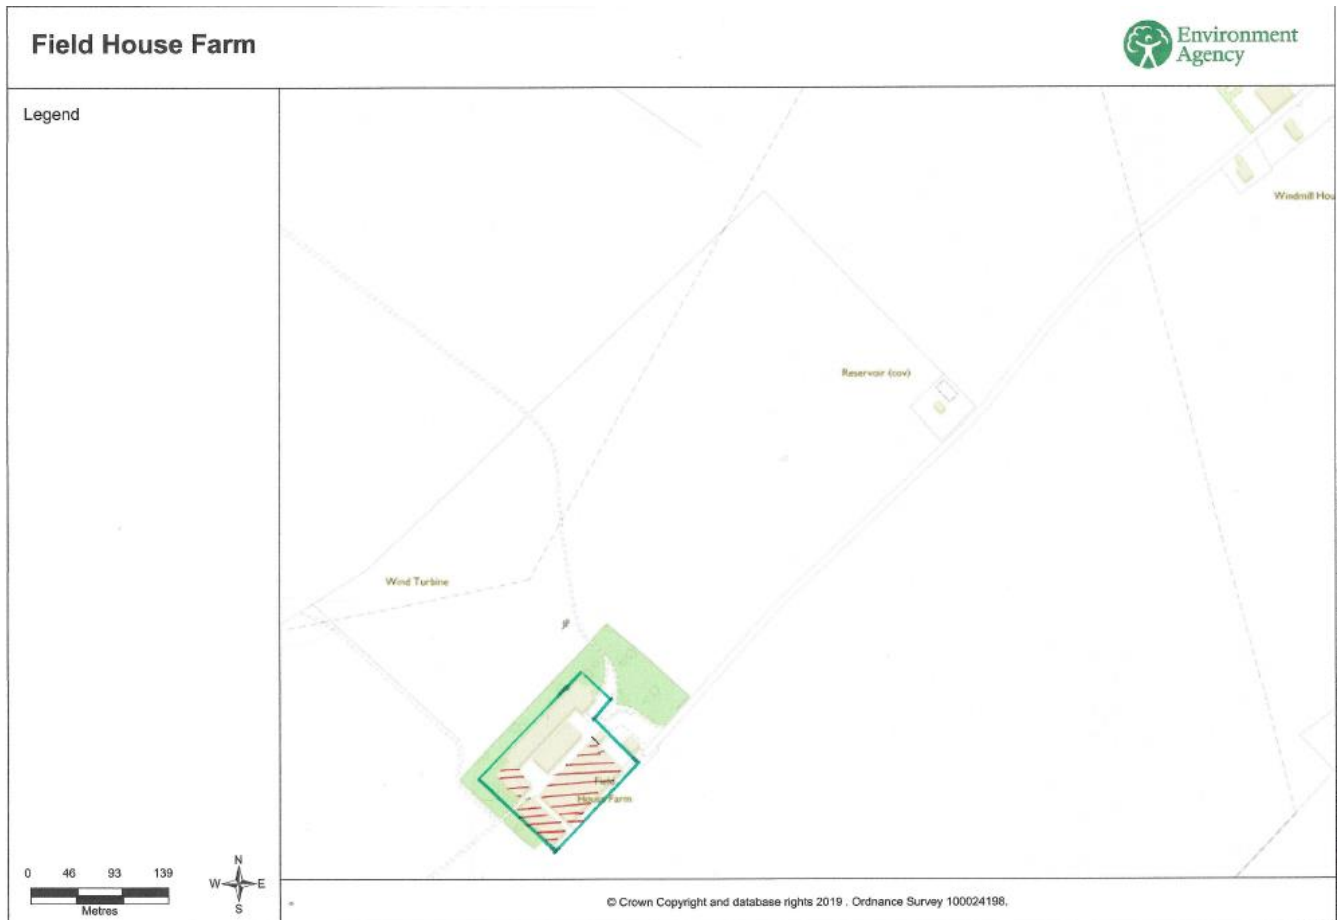 Field House Farm
Environment
Agency
Legend
Windmill Hou
Reservoir (cov)
Wind Turbine
Field
House Farm
0 46 93 139
Metres
N
W E
S
© Crown Copyright and database rights 2019 . Ordnance Survey 100024198.